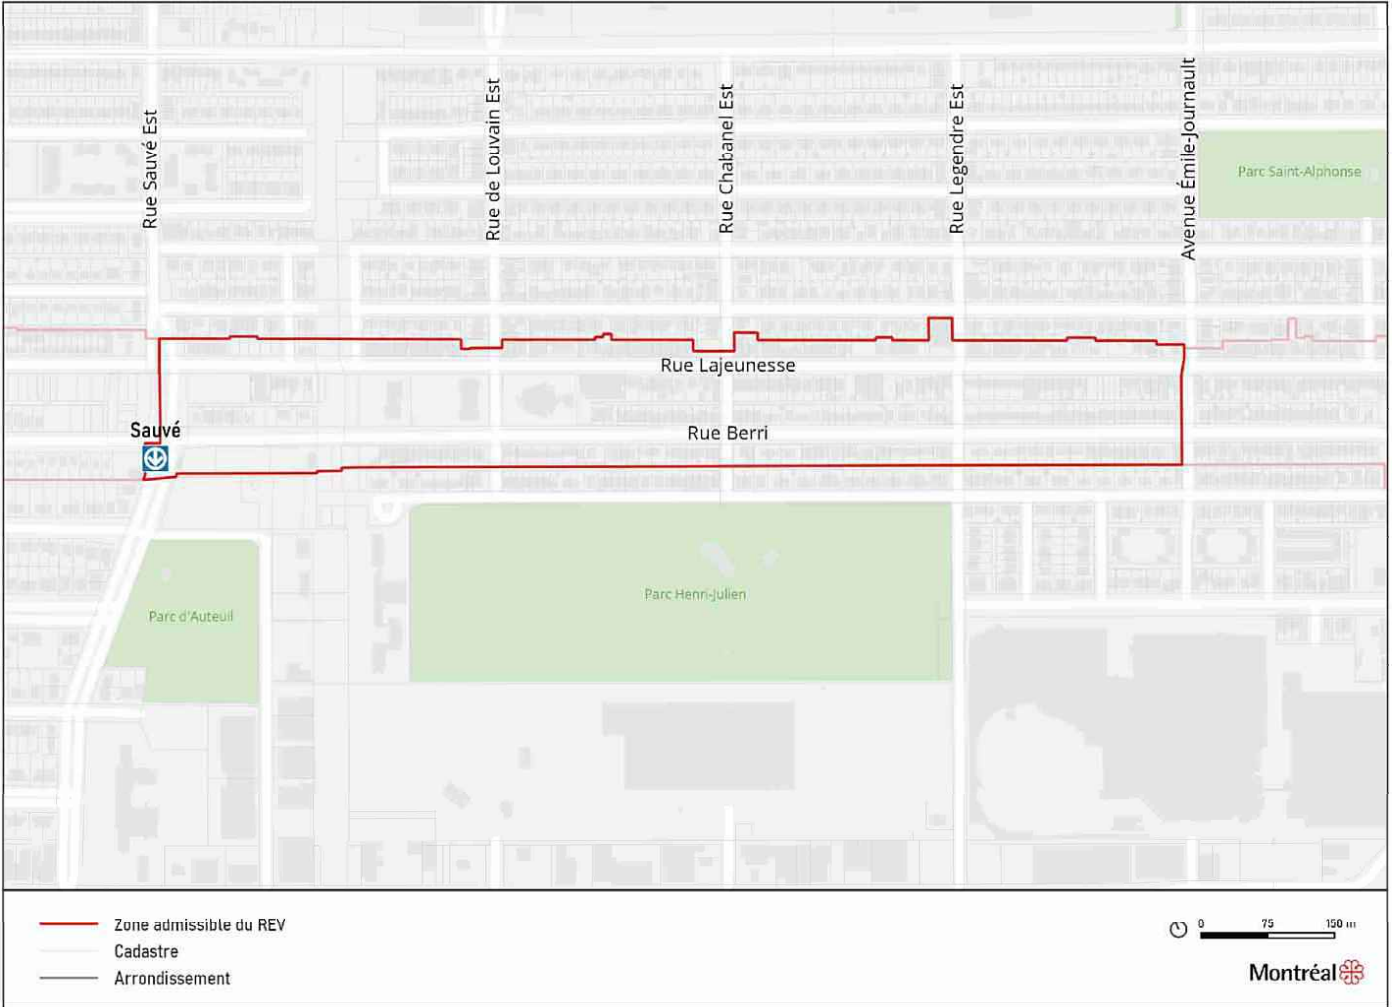 Rue Sauvé Est
Rue de Louvain Est
Rue Chabanel Est
Rue Legendre Est
Avenue Émile-Journault
Parc Saint-Alphonse
Rue Lajeunesse
Sauvé
Rue Berri
Parc Henri-Julien
Parc d'Auteuil
Zone admissible du REV
Cadastre
Arrondissement
0 75 150 m
Montréal